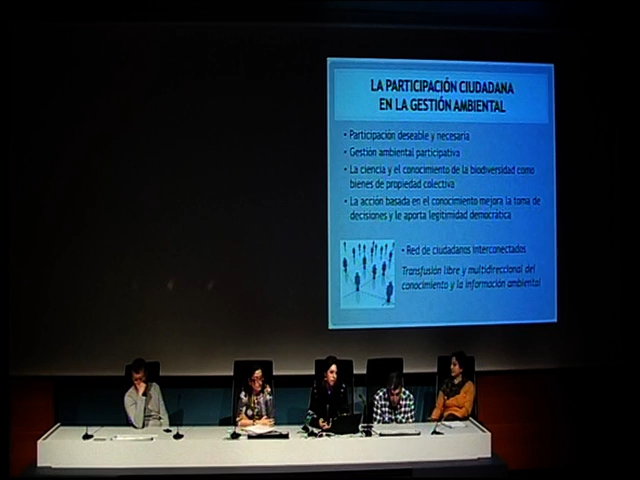 LA PARTICIPACIÓN CIUDADANA
EN LA GESTIÓN AMBIENTAL
• Participación deseable y necesaria
• Gestión ambiental participativa
• La ciencia y el conocimiento de la biodiversidad como
bienes de propiedad colectiva
• La acción basada en el conocimiento mejora la toma de
decisiones y le aporta legitimidad democrática
• Red de ciudadanos interconectados
Transfusión libre y multidireccional del
conocimiento y la información ambiental